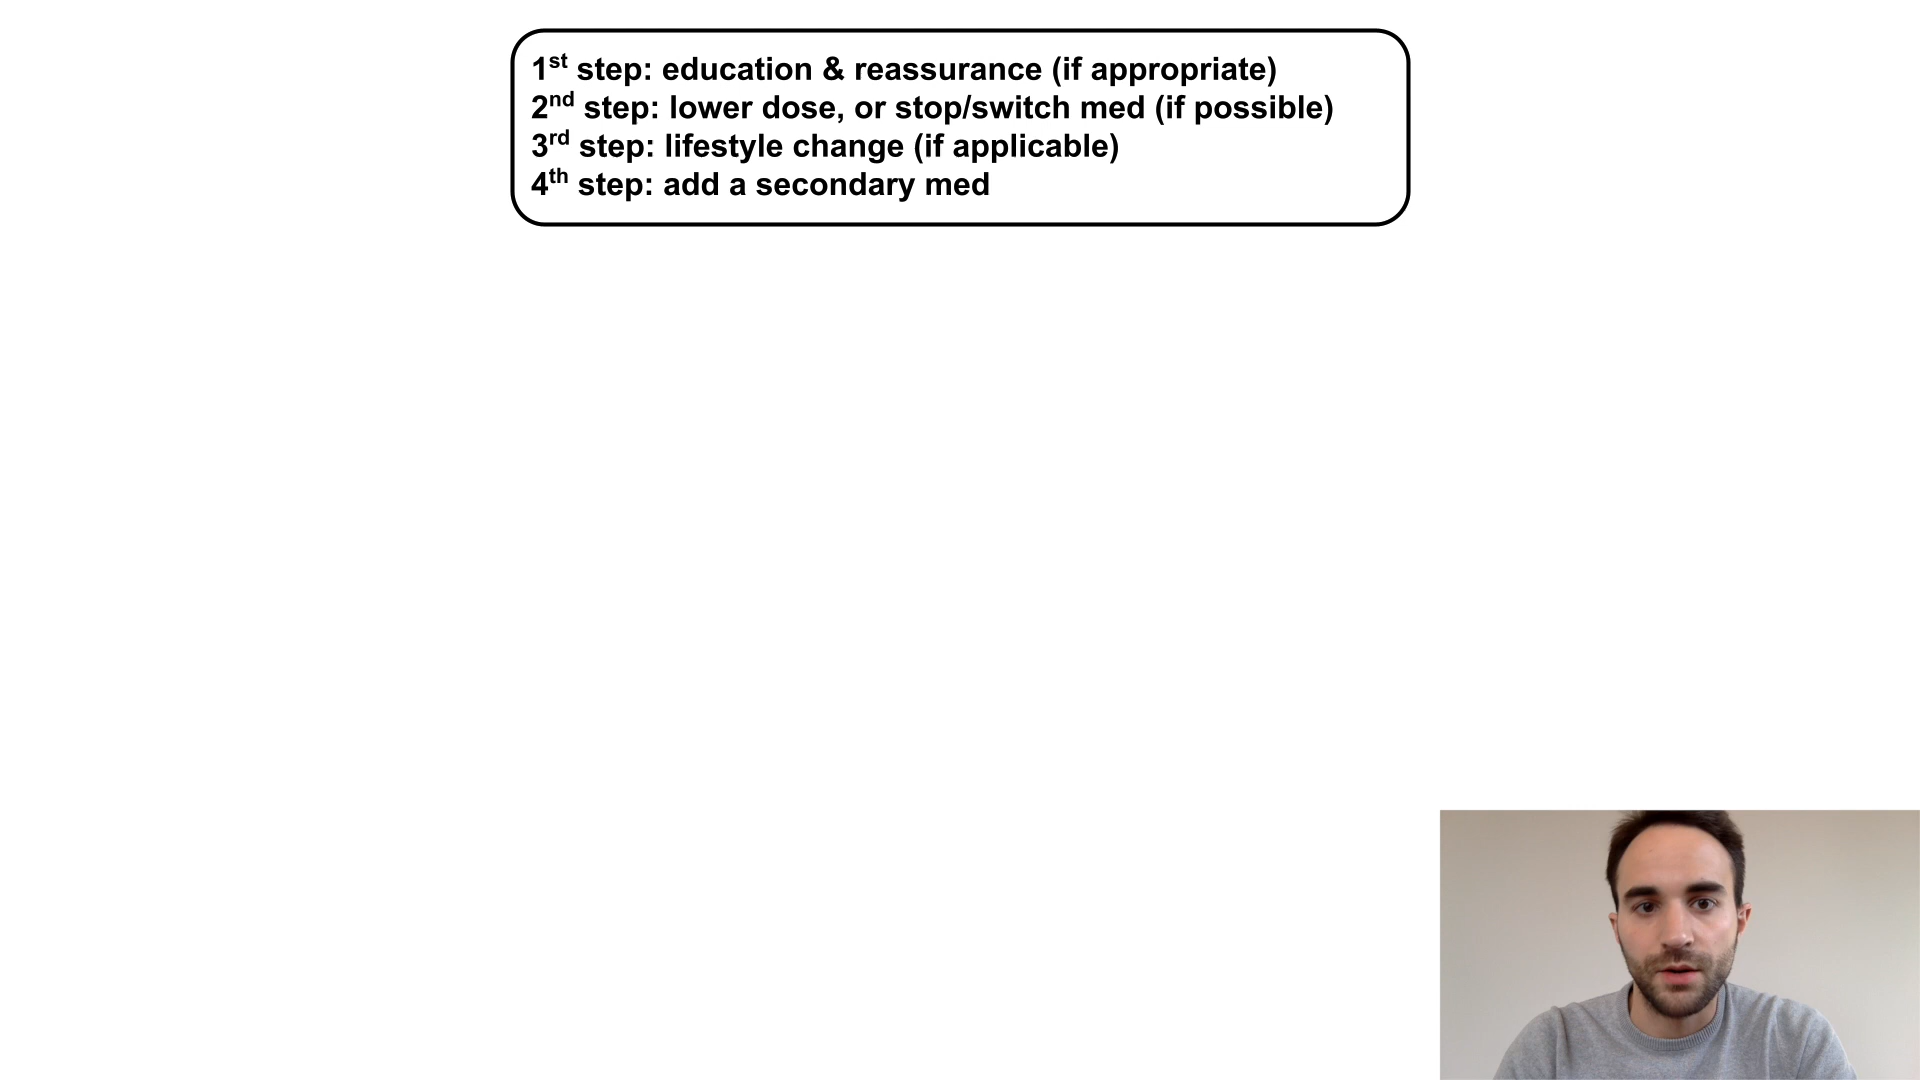 1st step: education & reassurance (if appropriate)
2nd step: lower dose, or stop/switch med (if possible)
3rd step: lifestyle change (if applicable)
4th step: add a secondary med